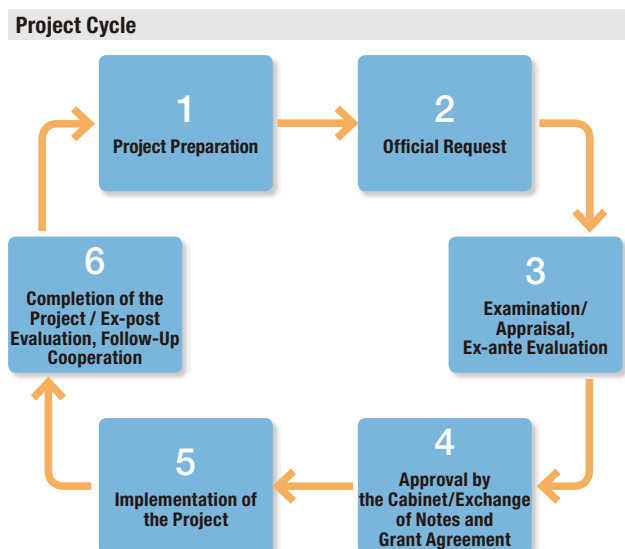 Project Cycle
1
Project Preparation
2
Official Request
3
Examination/
Appraisal,
Ex-ante Evaluation
4
Approval by
the Cabinet/Exchange
of Notes and
Grant Agreement
5
Implementation of
the Project
6
Completion of the
Project / Ex-post
Evaluation, Follow-Up
Cooperation